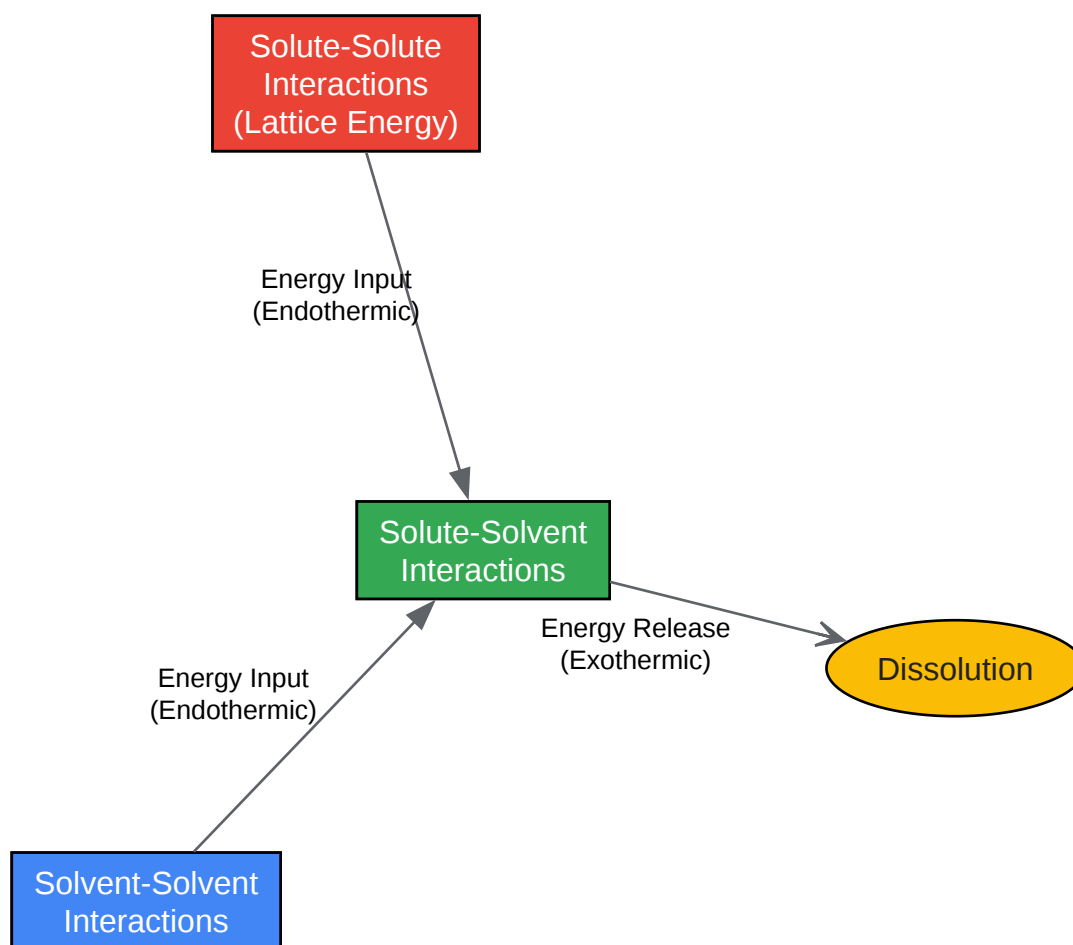 Solute-Solute
Interactions
(Lattice Energy)
Energy Input
(Endothermic)
Solute-Solvent
Interactions
Energy Release
(Exothermic)
Dissolution
Energy Input
(Endothermic)
Solvent-Solvent
Interactions